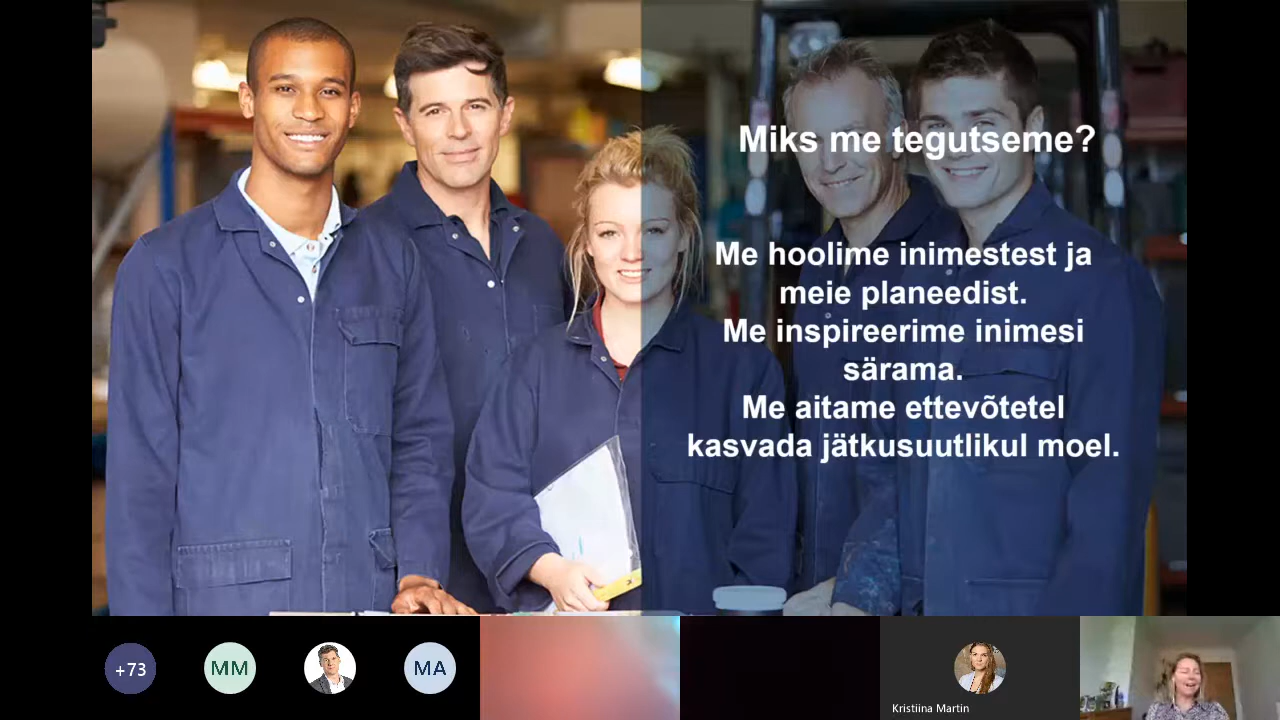 Miks me tegutseme?
Me hoolime inimestest ja
meie planeedist.
Me inspireerime inimesi
särama.
Me aitame ettevõtetel
kasvada jätkusuutlikul moel.
+73
MM
MA
Kristiina Martin